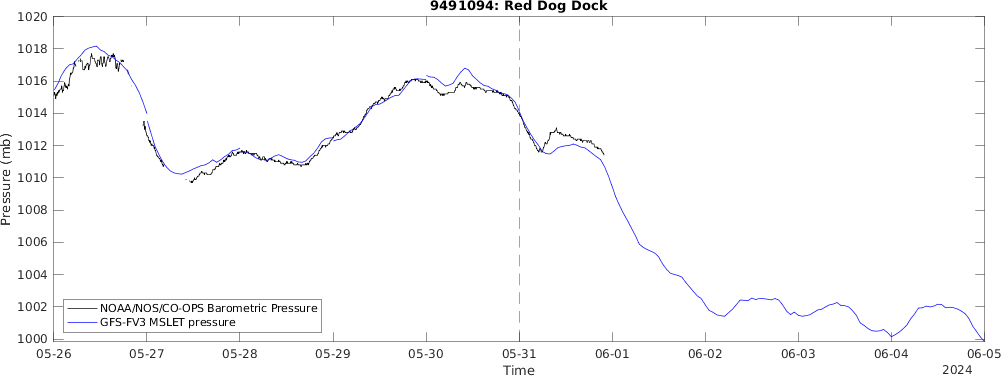 9491094: Red Dog Dock
1020
1018
1016
1014
1012
1010
1008
1006
1004
1002
1000
Pressure (mb)
NOAA/NOS/CO-OPS Barometric Pressure
GFS-FV3 MSLET pressure
05-26 05-27 05-28 05-29 05-30 05-31 06-01 06-02 06-03 06-04 06-05
Time
2024